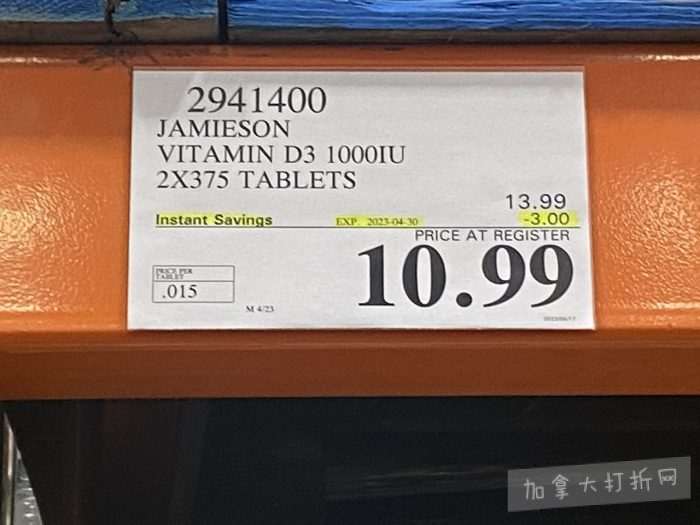 2941400
JAMIESON
VITAMIN D3 1000IU
2X375 TABLETS
13.99
Instant Savings EXP. 2023-04-30 -3.00
PRICE AT REGISTER
10.99
PRICE PER
TABLET
.015
M 4/23
加拿大打折网